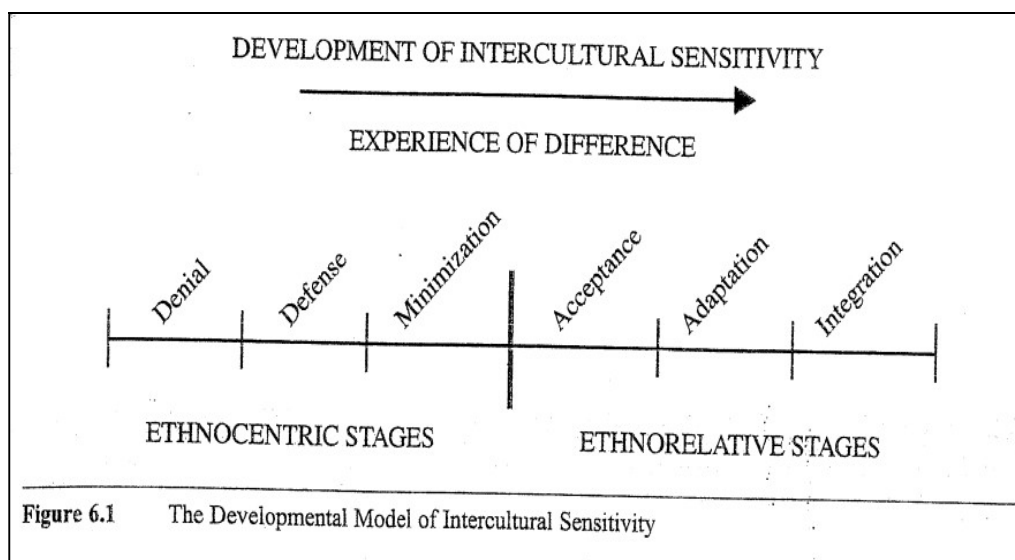 DEVELOPMENT OF INTERCULTURAL SENSITIVITY
EXPERIENCE OF DIFFERENCE
Denial
Defense
Minimization
Acceptance
Adaptation
Integration
ETHNOCENTRIC STAGES
ETHNORELATIVE STAGES
Figure 6.1 The Developmental Model of Intercultural Sensitivity